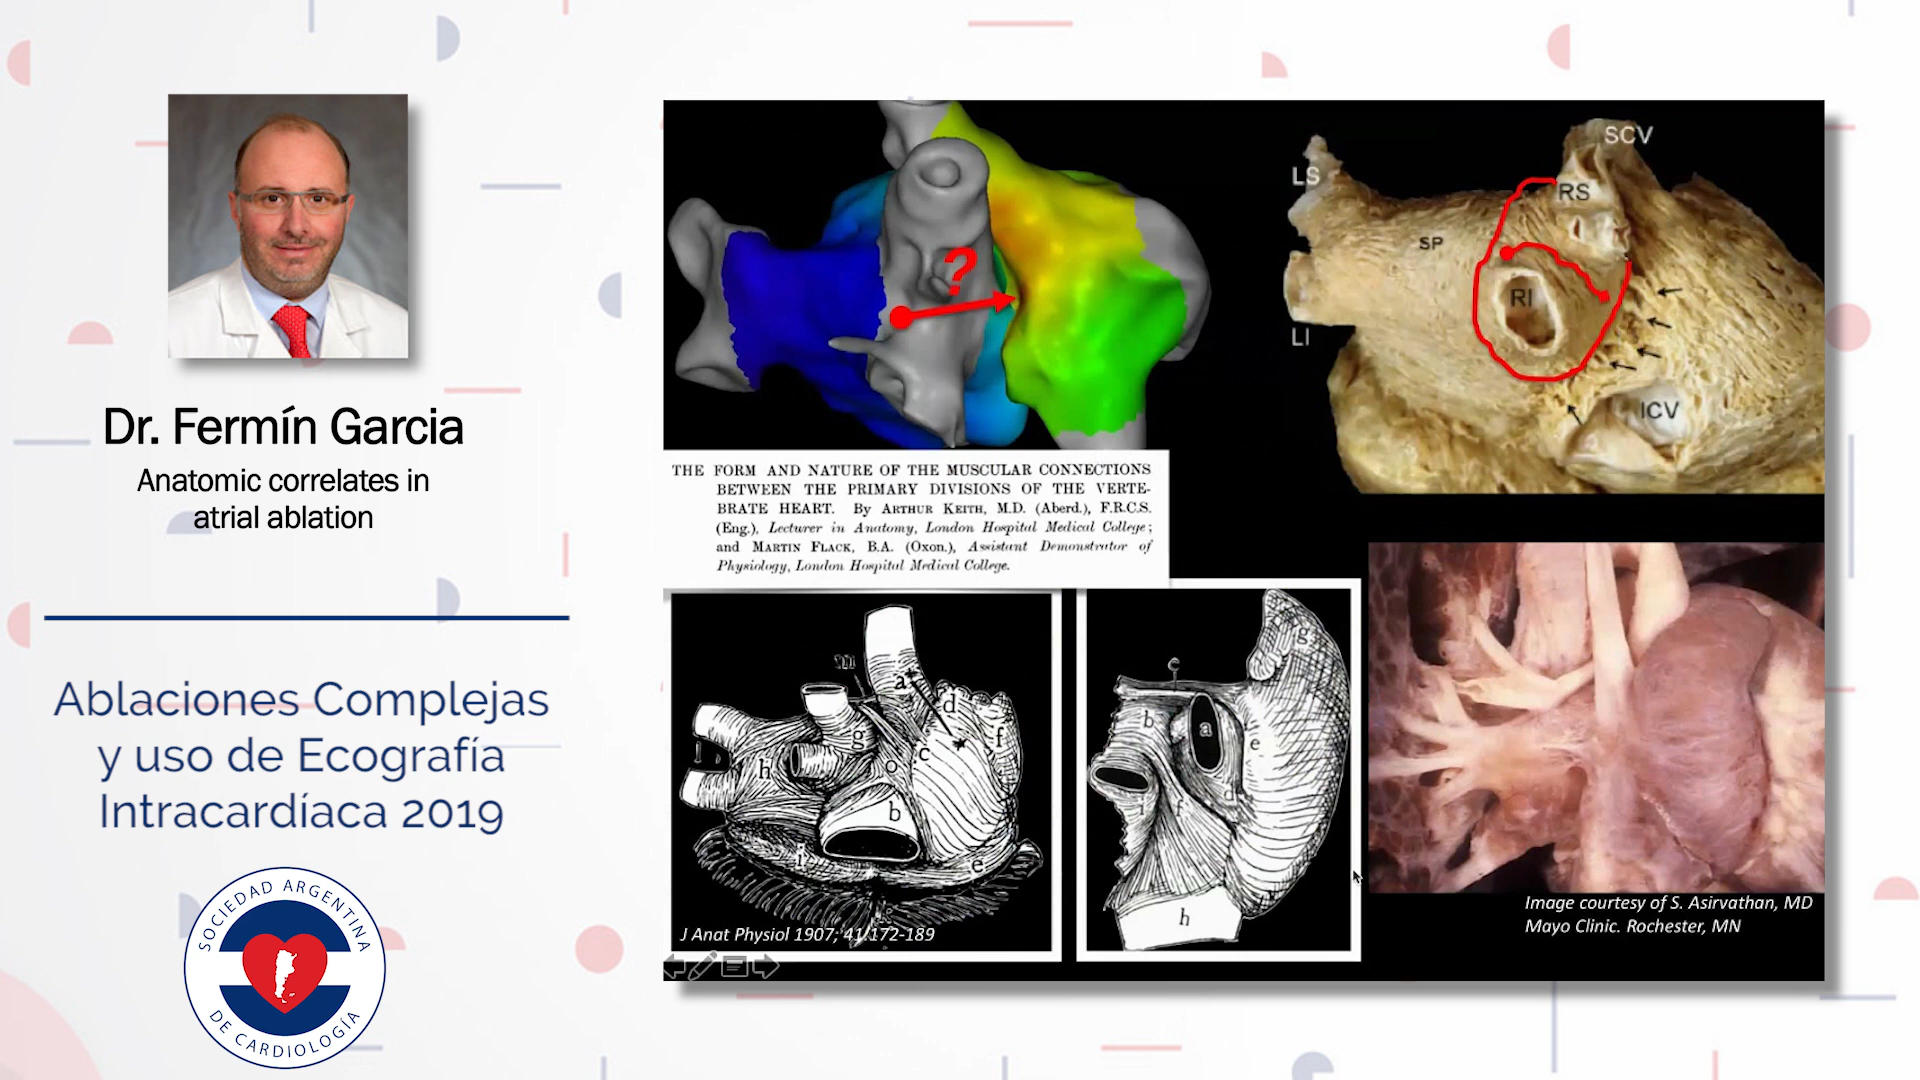 Dr. Fermín Garcia
Anatomic correlates in
atrial ablation
Ablaciones Complejas
y uso de Ecografía
Intracardíaca 2019
SOCIEDAD ARGENTINA
DE CARDIOLOGÍA
?
LS
SCV
RS
SP
RI
LI
ICV
THE FORM AND NATURE OF THE MUSCULAR CONNECTIONS
BETWEEN THE PRIMARY DIVISIONS OF THE VERTE-
BRATE HEART. By ARTHUR KEITH, M.D. (Aberd.), F.R.C.S.
(Eng.), Lecturer in Anatomy, London Hospital Medical College;
and MARTIN FLACK, B.A. (Oxon.), Assistant Demonstrator of
Physiology, London Hospital Medical College.
m
a
d
g
c
f
h
o
b
i
e
J Anat Physiol 1907; 41:172-189
g
c
b
a
e
d
f
h
Image courtesy of S. Asirvathan, MD
Mayo Clinic. Rochester, MN